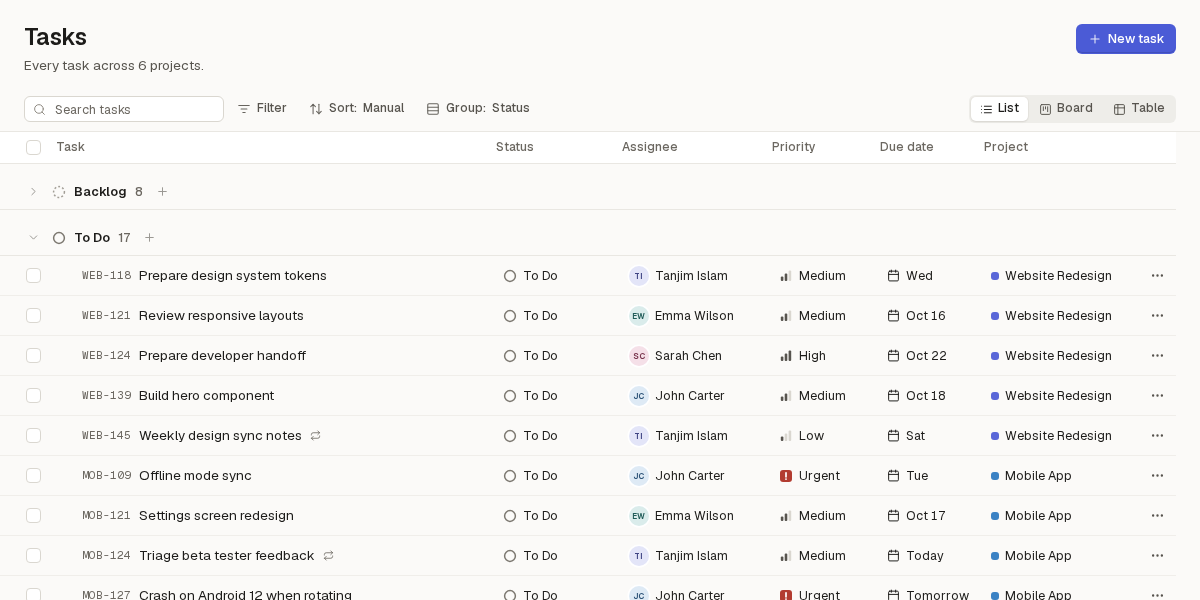 Tasks
New task
Every task across 6 projects.
Search tasks
Filter
Sort: Manual
Group: Status
List
Board
Table
Task Status Assignee Priority Due date Project
Backlog 8
To Do 17
WEB-118 Prepare design system tokens To Do TI Tanjim Islam Medium Wed Website Redesign
WEB-121 Review responsive layouts To Do EW Emma Wilson Medium Oct 16 Website Redesign
WEB-124 Prepare developer handoff To Do SC Sarah Chen High Oct 22 Website Redesign
WEB-139 Build hero component To Do JC John Carter Medium Oct 18 Website Redesign
WEB-145 Weekly design sync notes To Do TI Tanjim Islam Low Sat Website Redesign
MOB-109 Offline mode sync To Do JC John Carter Urgent Tue Mobile App
MOB-121 Settings screen redesign To Do EW Emma Wilson Medium Oct 17 Mobile App
MOB-124 Triage beta tester feedback To Do TI Tanjim Islam Medium Today Mobile App
MOB-127 Crash on Android 12 when rotating To Do JC John Carter Urgent Tomorrow Mobile App